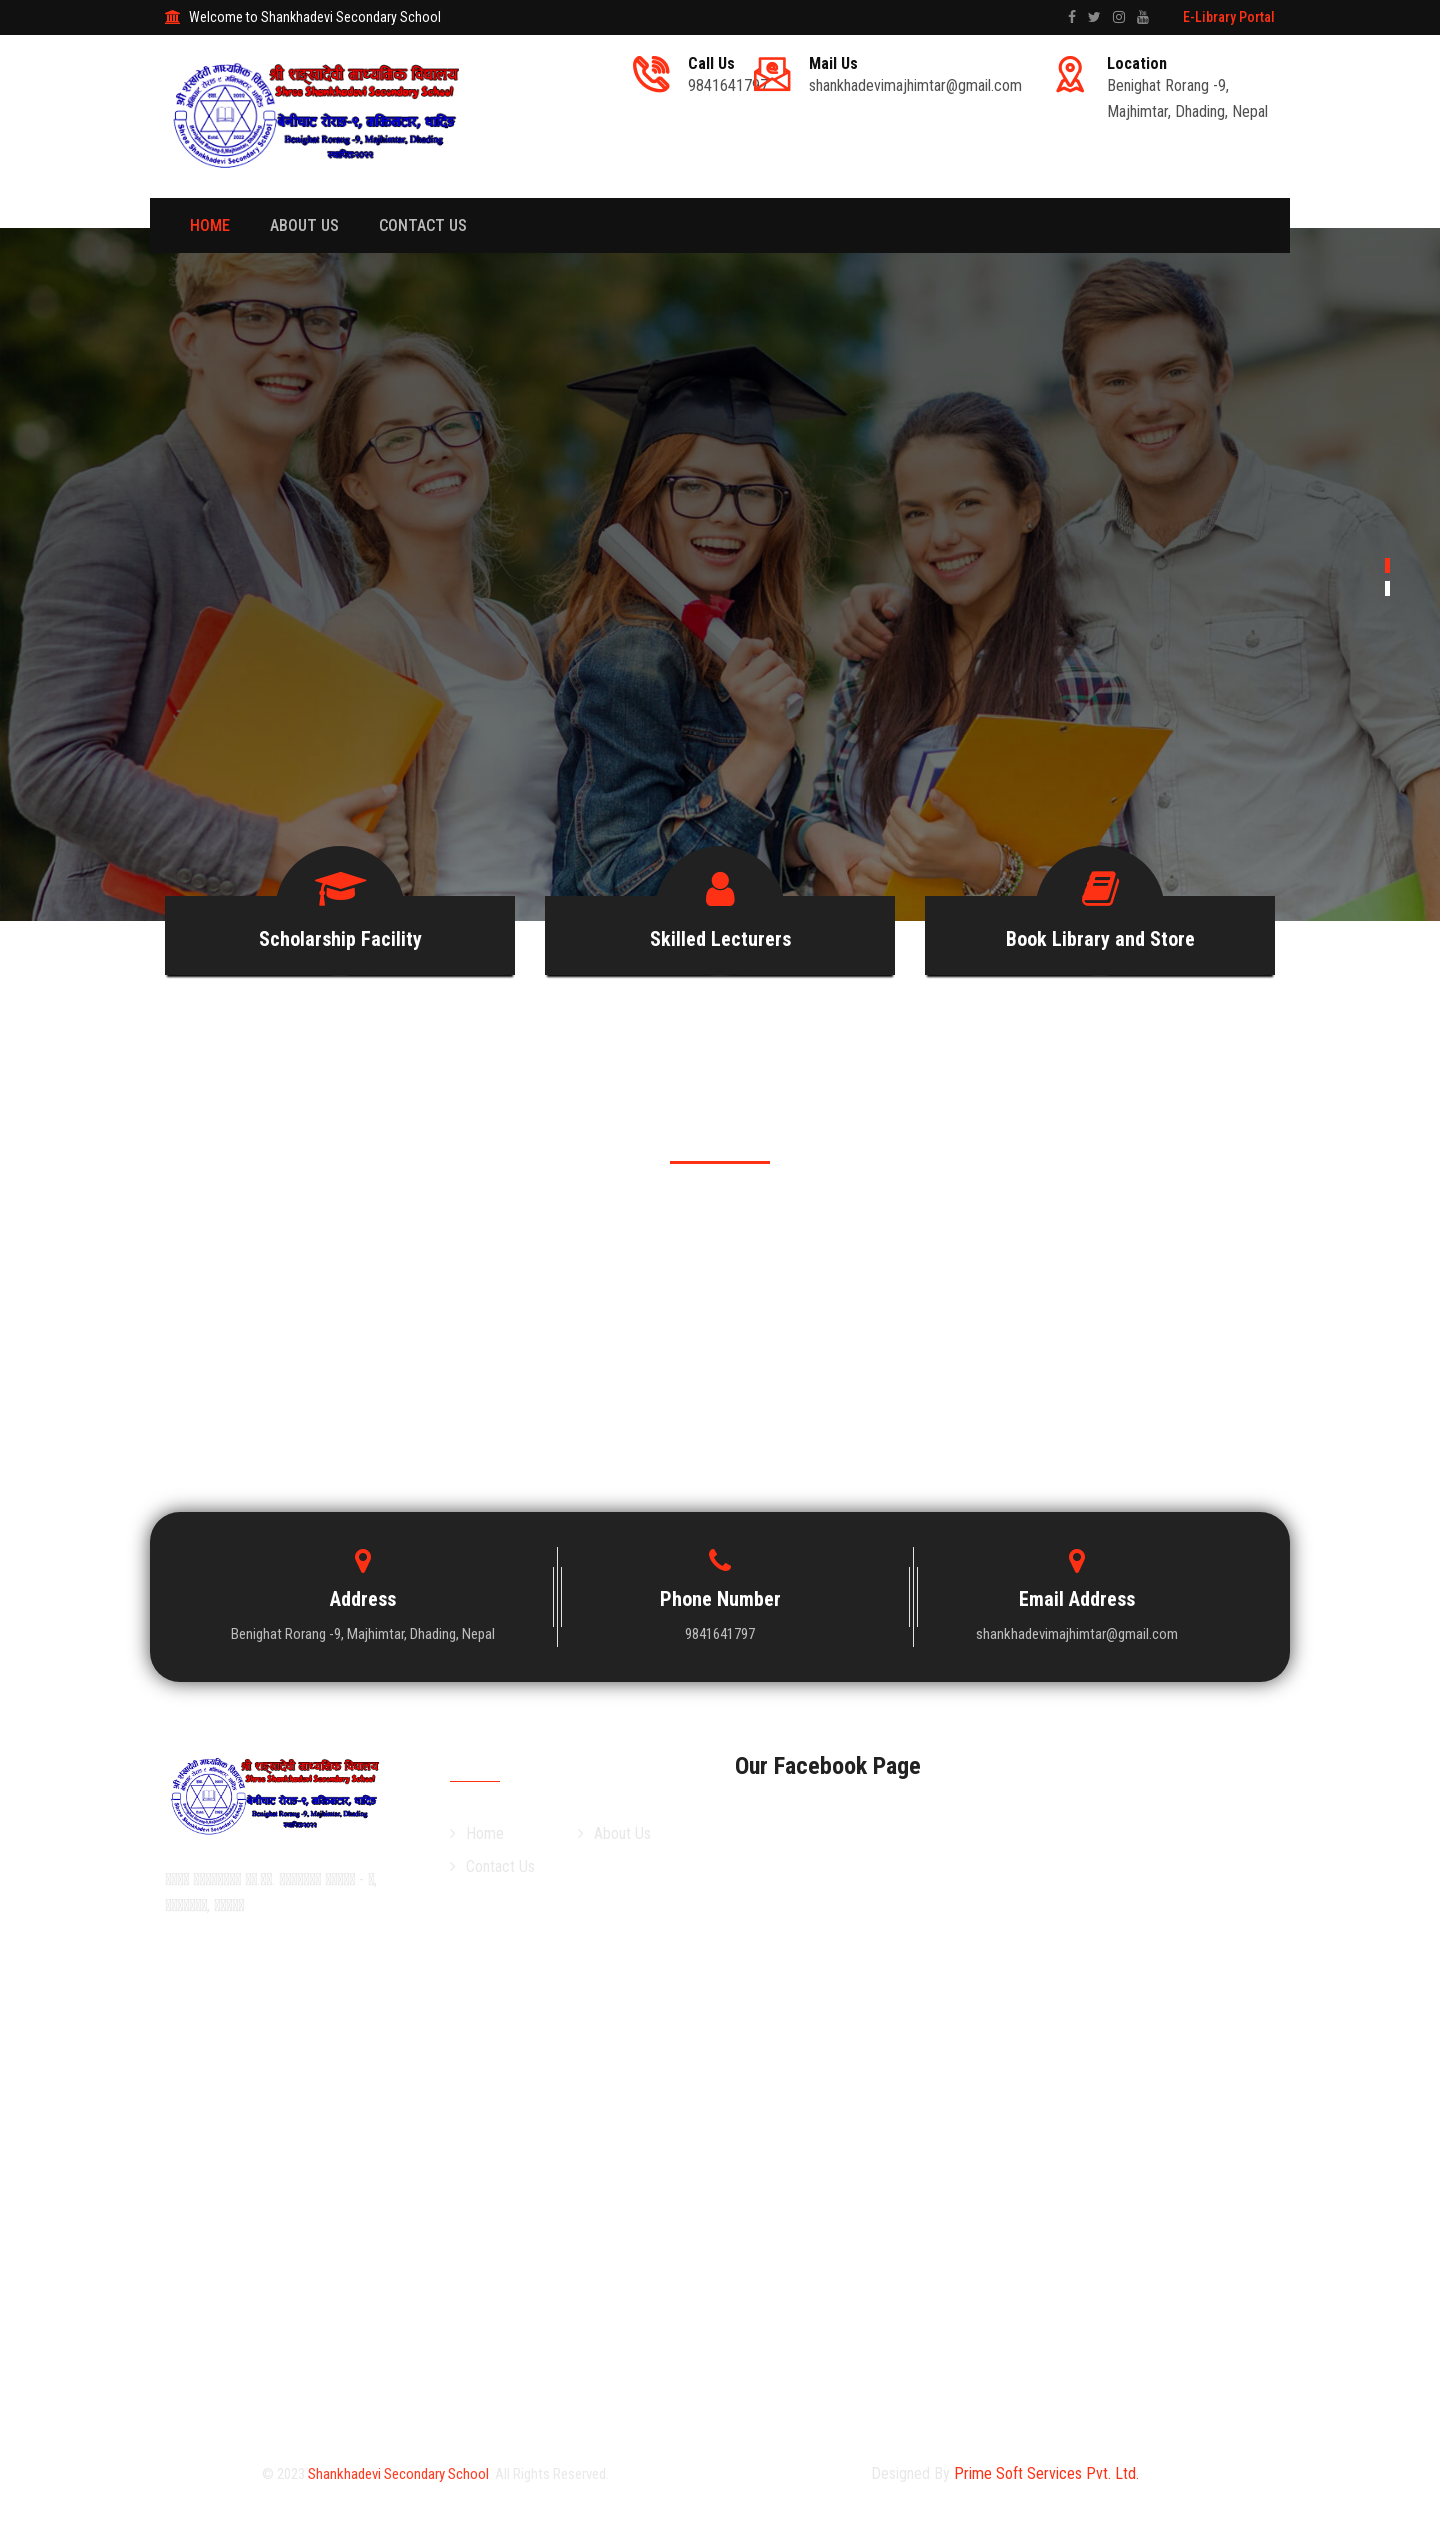 Welcome to Shankhadevi Secondary School
E-Library Portal
श्री शङ्खादेवी माध्यमिक विद्यालय
Shree Shankhadevi Secondary School
बेनीघाट रोराङ-९, मझिमटार, धादिङ
Benighat Rorang -9, Majhimtar, Dhading
स्थापित:२०२२
Call Us
9841641797
Mail Us
shankhadevimajhimtar@gmail.com
Location
Benighat Rorang -9,
Majhimtar, Dhading, Nepal
HOME
ABOUT US
CONTACT US
Scholarship Facility
Skilled Lecturers
Book Library and Store
Address
Benighat Rorang -9, Majhimtar, Dhading, Nepal
Phone Number
9841641797
Email Address
shankhadevimajhimtar@gmail.com
श्री शङ्खादेवी माध्यमिक विद्यालय
Shree Shankhadevi Secondary School
बेनीघाट रोराङ-९, मझिमटार, धादिङ
Benighat Rorang -9, Majhimtar, Dhading
स्थापित:२०२२
Home
About Us
Contact Us
Our Facebook Page
© 2023 Shankhadevi Secondary School. All Rights Reserved.
Designed By Prime Soft Services Pvt. Ltd.